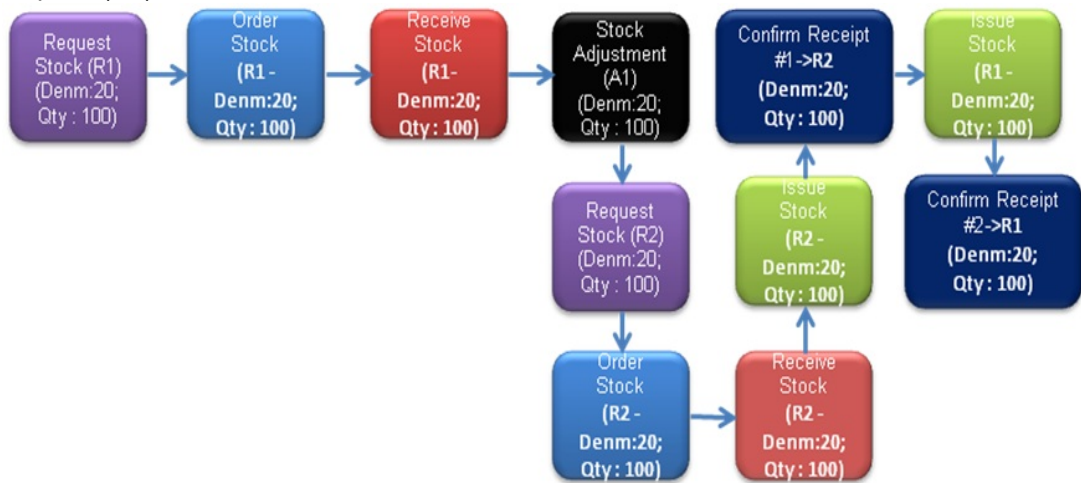 Request
Stock (R1)
(Denm:20;
Qty : 100)
Order
Stock
(R1 -
Denm:20;
Qty : 100)
Receive
Stock
(R1-
Denm:20;
Qty : 100)
Stock
Adjustment
(A1)
(Denm:20;
Qty : 100)
Request
Stock (R2)
(Denm:20;
Qty : 100)
Order
Stock
(R2 -
Denm:20;
Qty : 100)
Receive
Stock
(R2 -
Denm:20;
Qty : 100)
Issue
Stock
(R2 -
Denm:20;
Qty : 100)
Confirm Receipt
#1->R2
(Denm:20;
Qty : 100)
Issue
Stock
(R1 -
Denm:20;
Qty : 100)
Confirm Receipt
#2->R1
(Denm:20;
Qty : 100)